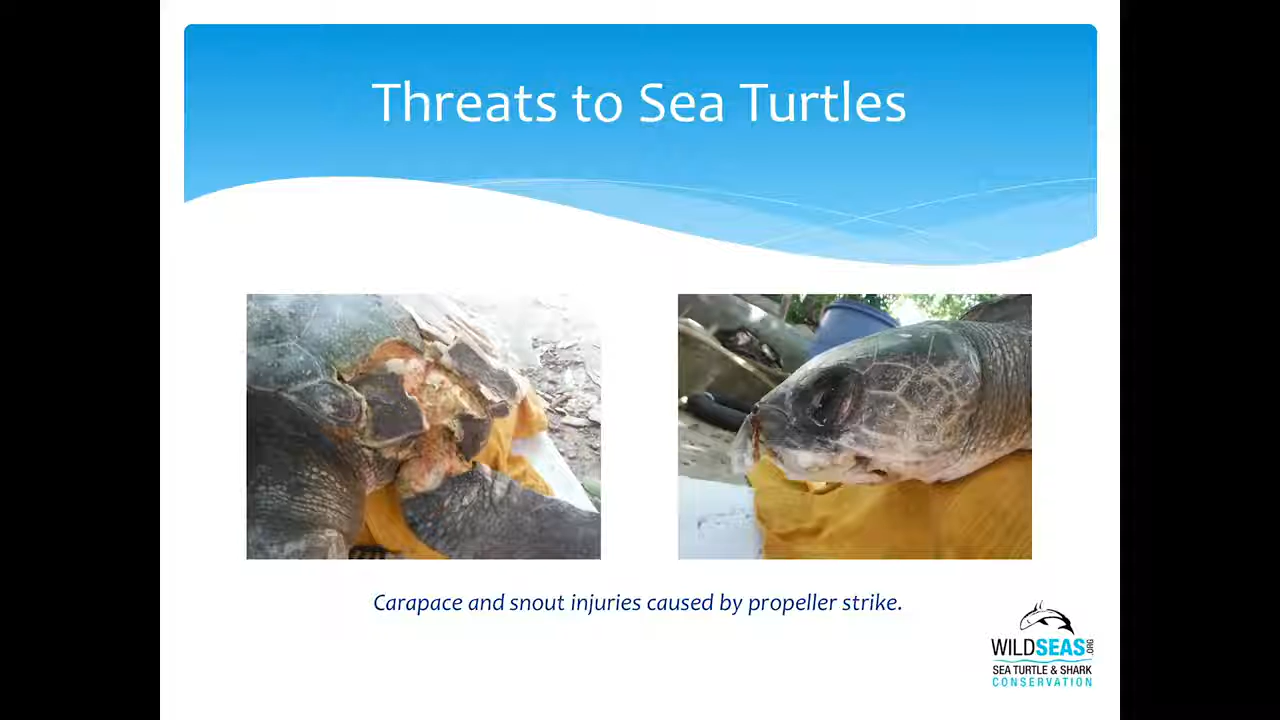 Threats to Sea Turtles
Carapace and snout injuries caused by propeller strike.
WILDSEAS.ORG
SEA TURTLE & SHARK
CONSERVATION